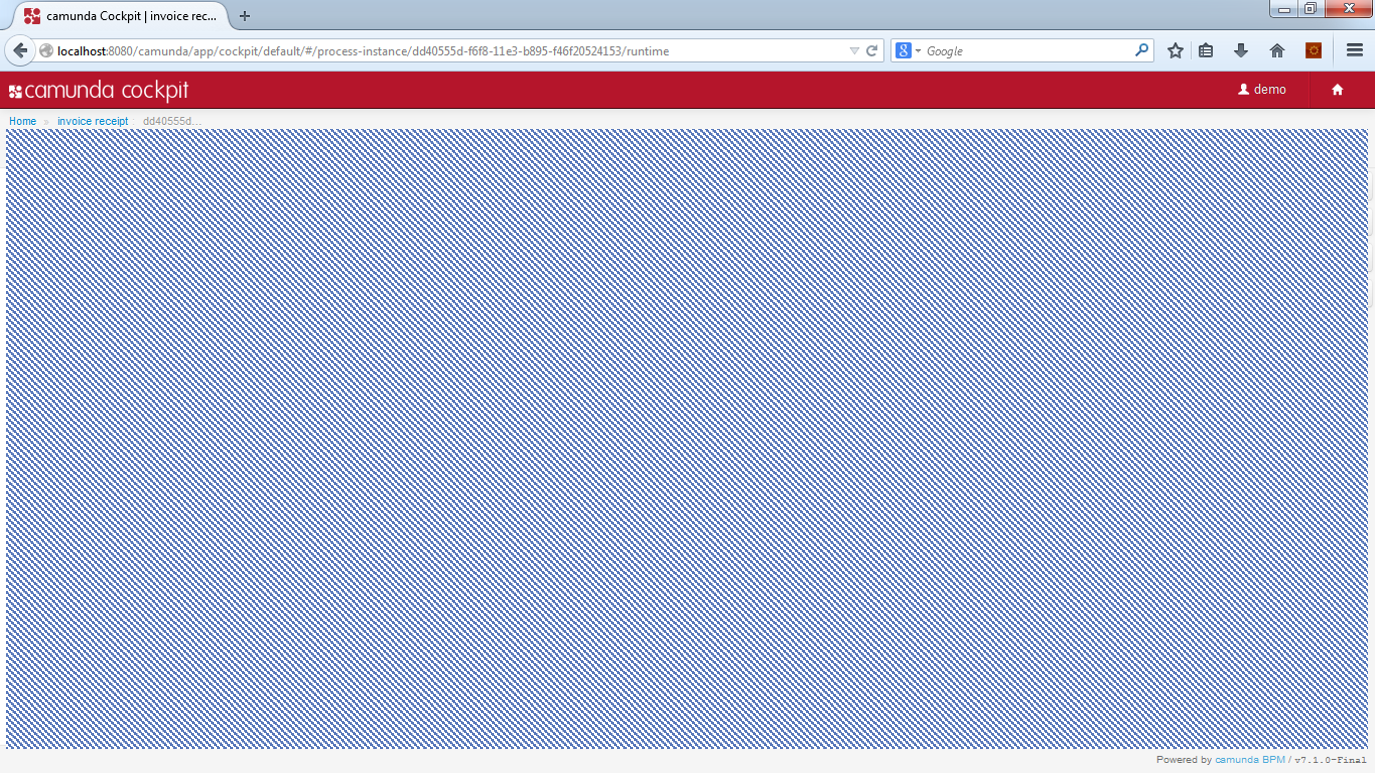 camunda Cockpit | invoice rec...
localhost:8080/camunda/app/cockpit/default/#/process-instance/dd40555d-f6f8-11e3-b895-f46f20524153/runtime
Google
camunda cockpit
demo
Home » invoice receipt : dd40555d...
Powered by camunda BPM / v7.1.0-Final